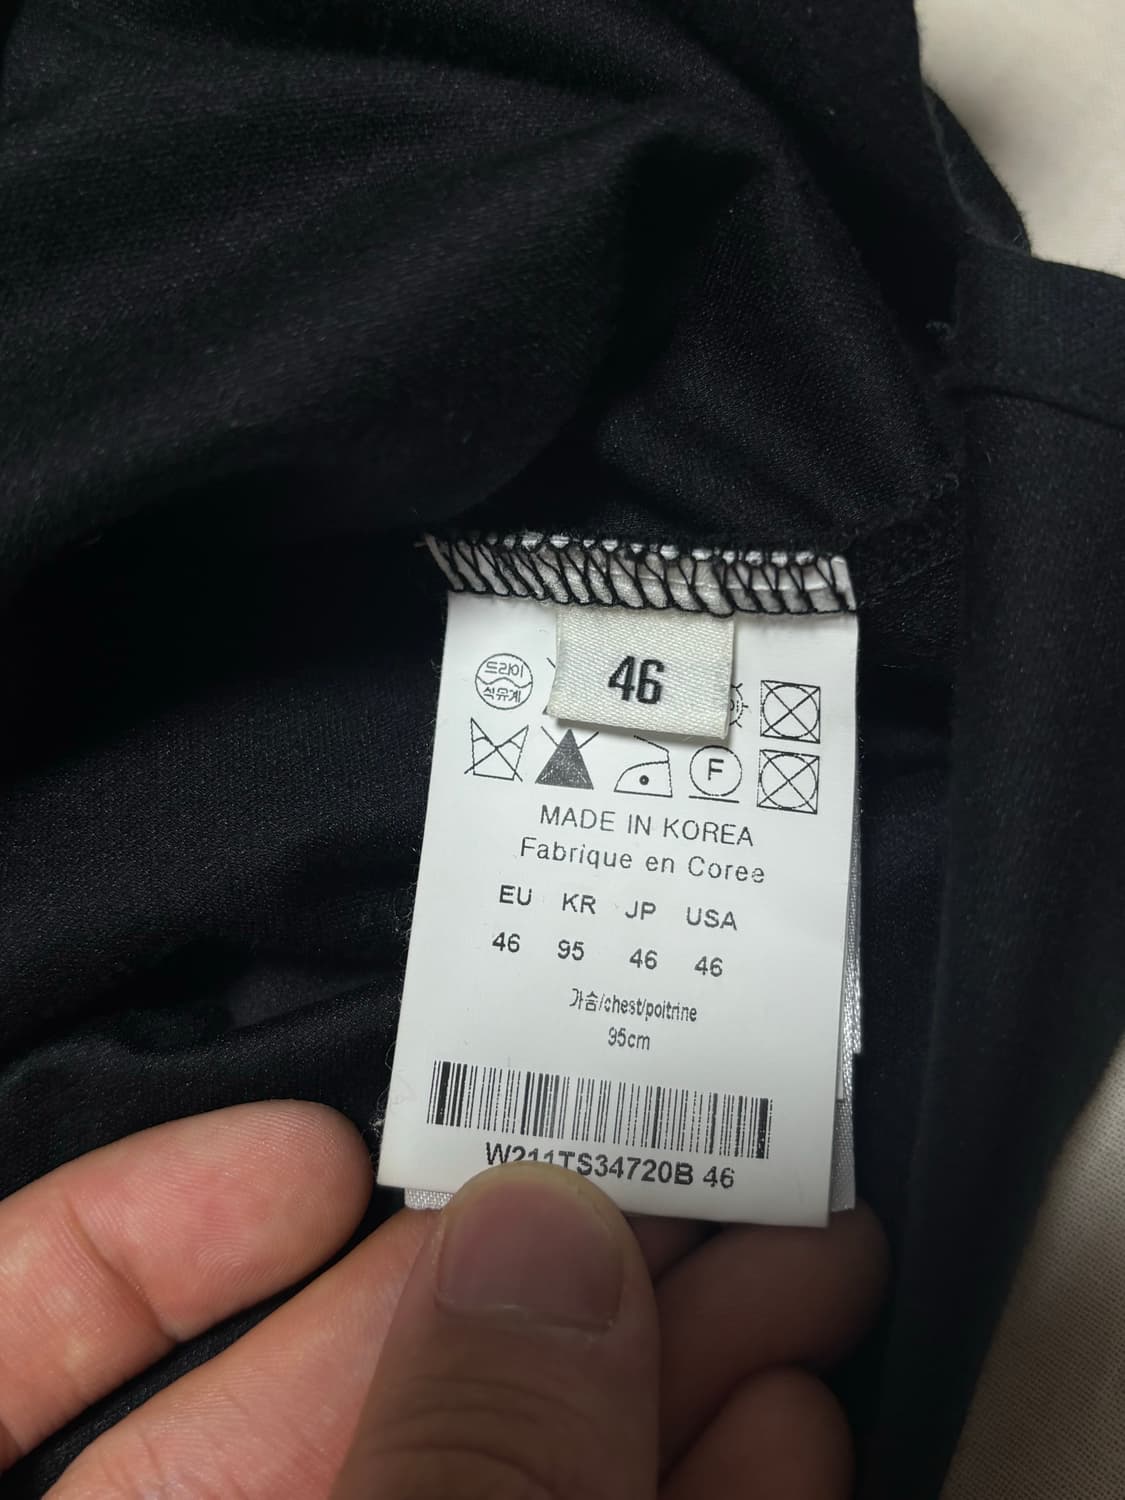 46
드라이
석유계
F
MADE IN KOREA
Fabrique en Coree
EU KR JP USA
46 95 46 46
가슴/chest/poitrine
95cm
W211TS34720B 46